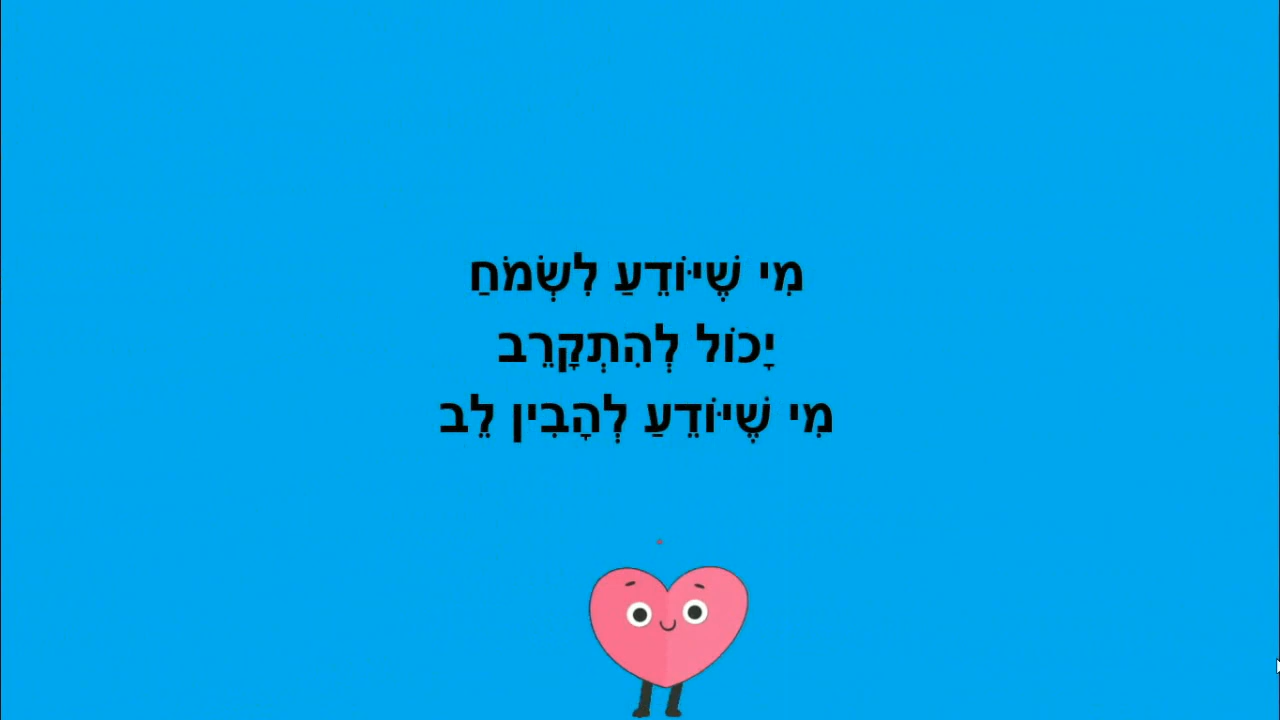 מִי שֶׁיּוֹדֵעַ לִשְׂמֹחַ
יָכוֹל לְהִתְקָרֵב
מִי שֶׁיּוֹדֵעַ לְהָבִין לֵב